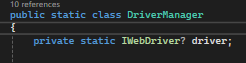 10 references
public static class DriverManager
{
private static IWebDriver? driver;